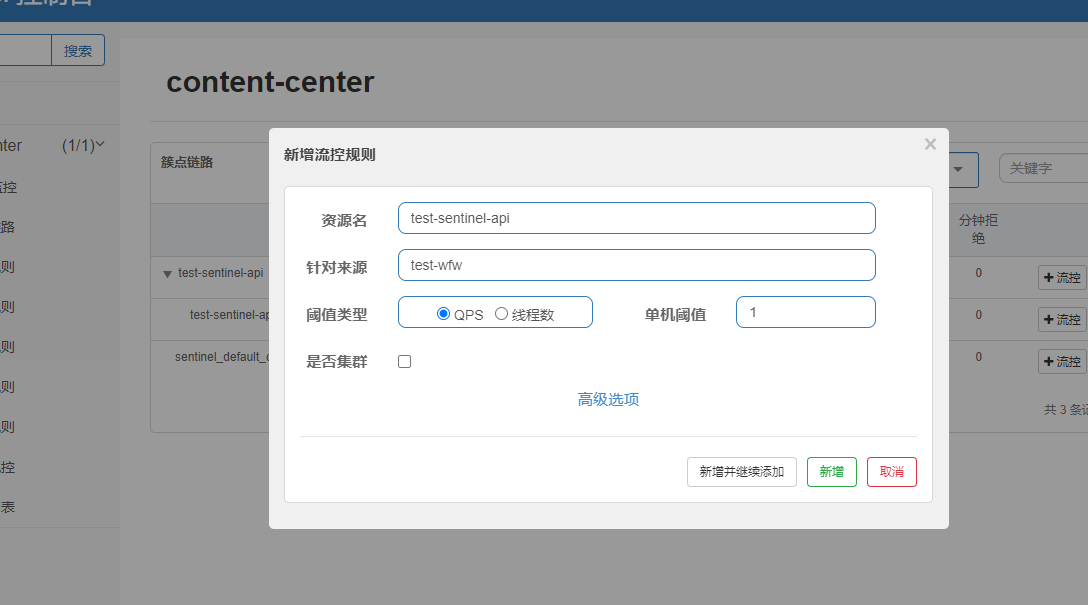 控制台
搜索
content-center
nter (1/1)
簇点链路
关键字
分钟拒绝
监控
路
则
则
则
则
则
控
表
test-sentinel-api
0
流控
test-sentinel-ap
0
流控
sentinel_default_c
0
流控
共 3 条记
新增流控规则
×
资源名 test-sentinel-api
针对来源 test-wfw
阈值类型 QPS 线程数 单机阈值 1
是否集群
高级选项
新增并继续添加 新增 取消